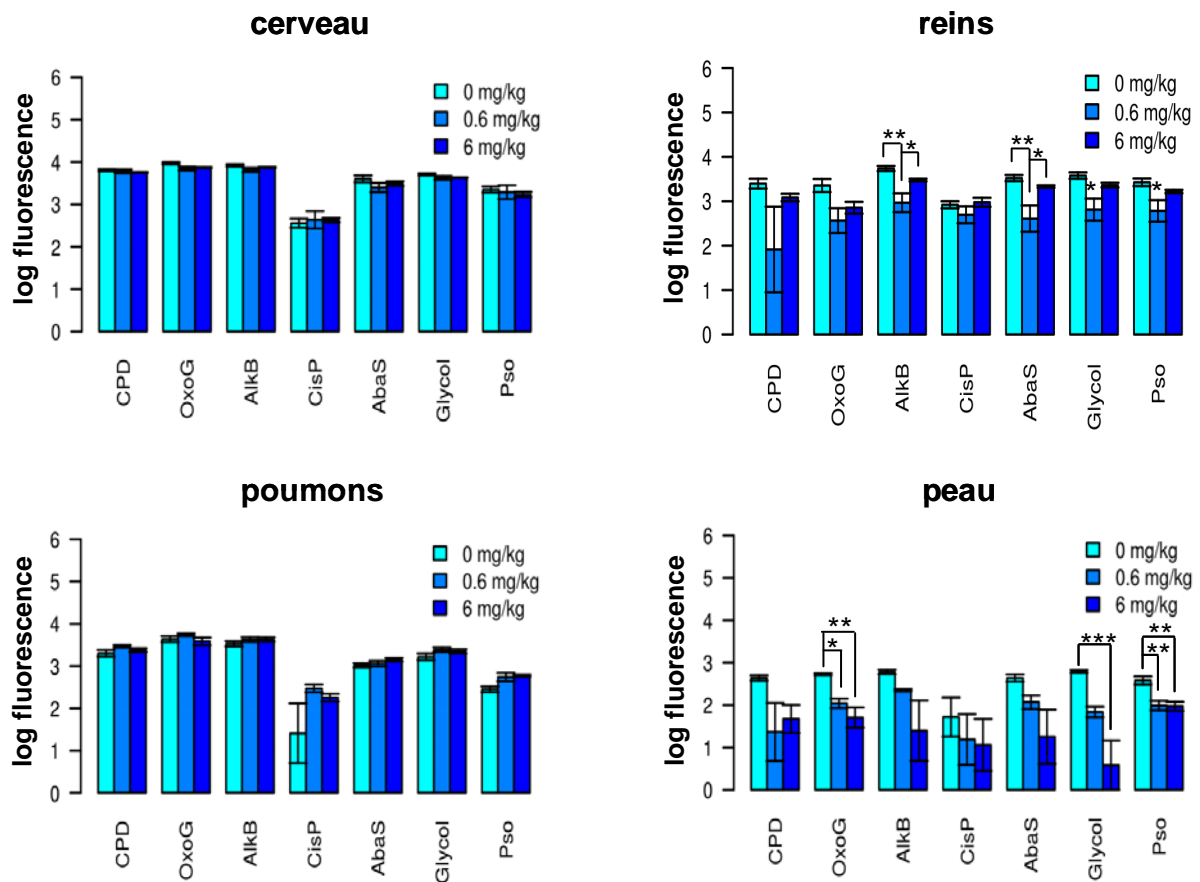 cerveau
log fluorescence
6
5
4
3
2
1
0
0 mg/kg
0.6 mg/kg
6 mg/kg
CPD
OxoG
AlkB
CisP
AbaS
Glycol
Pso
reins
log fluorescence
6
5
4
3
2
1
0
0 mg/kg
0.6 mg/kg
6 mg/kg
**
*
**
*
*
*
CPD
OxoG
AlkB
CisP
AbaS
Glycol
Pso
poumons
log fluorescence
6
5
4
3
2
1
0
0 mg/kg
0.6 mg/kg
6 mg/kg
CPD
OxoG
AlkB
CisP
AbaS
Glycol
Pso
peau
log fluorescence
6
5
4
3
2
1
0
0 mg/kg
0.6 mg/kg
6 mg/kg
**
*
***
**
**
CPD
OxoG
AlkB
CisP
AbaS
Glycol
Pso